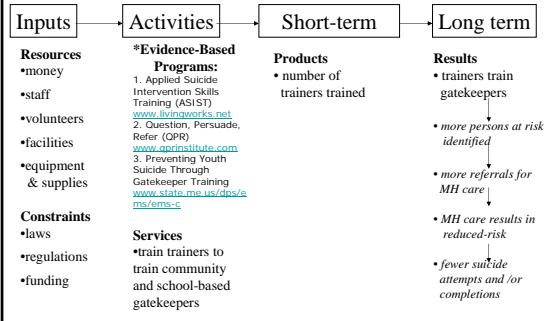 Inputs
Activities
Short-term
Long term
Resources
•money
•staff
•volunteers
•facilities
•equipment
& supplies
Constraints
•laws
•regulations
•funding
*Evidence-Based
Programs:
1. Applied Suicide
Intervention Skills
Training (ASIST)
www.livingworks.net
2. Question, Persuade,
Refer (QPR)
www.qprinstitute.com
3. Preventing Youth
Suicide Through
Gatekeeper Training
www.state.me.us/dps/e
ms/ems-c
Services
•train trainers to
train community
and school-based
gatekeepers
Products
• number of
trainers trained
Results
• trainers train
gatekeepers
• more persons at risk
identified
• more referrals for
MH care
• MH care results in
reduced-risk
• fewer suicide
attempts and /or
completions